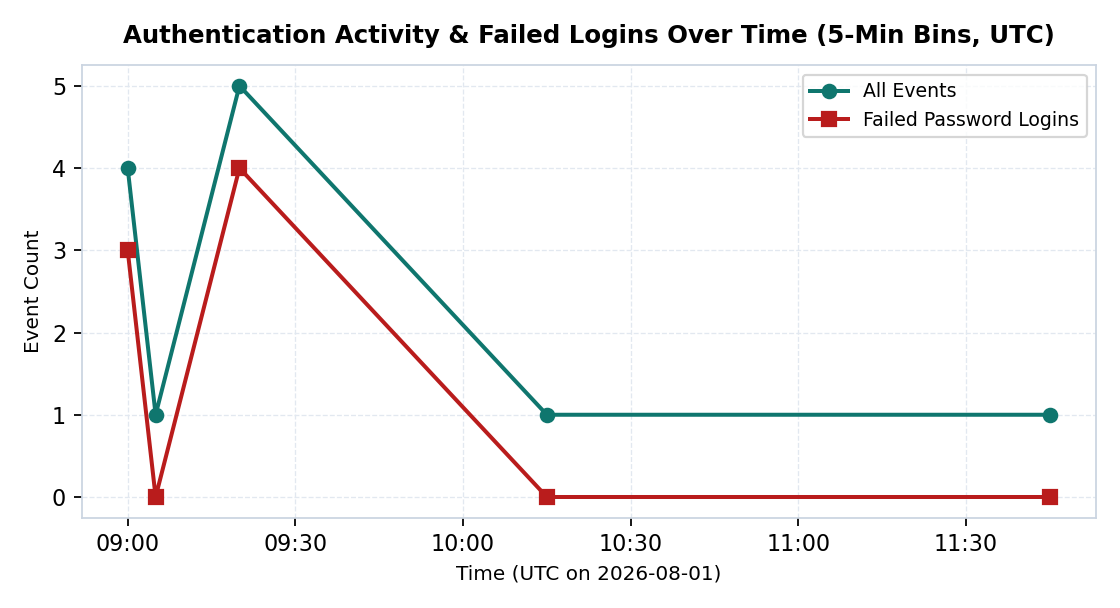 Authentication Activity & Failed Logins Over Time (5-Min Bins, UTC)
All Events
Failed Password Logins
Event Count
5
4
3
2
1
0
09:00 09:30 10:00 10:30 11:00 11:30
Time (UTC on 2026-08-01)